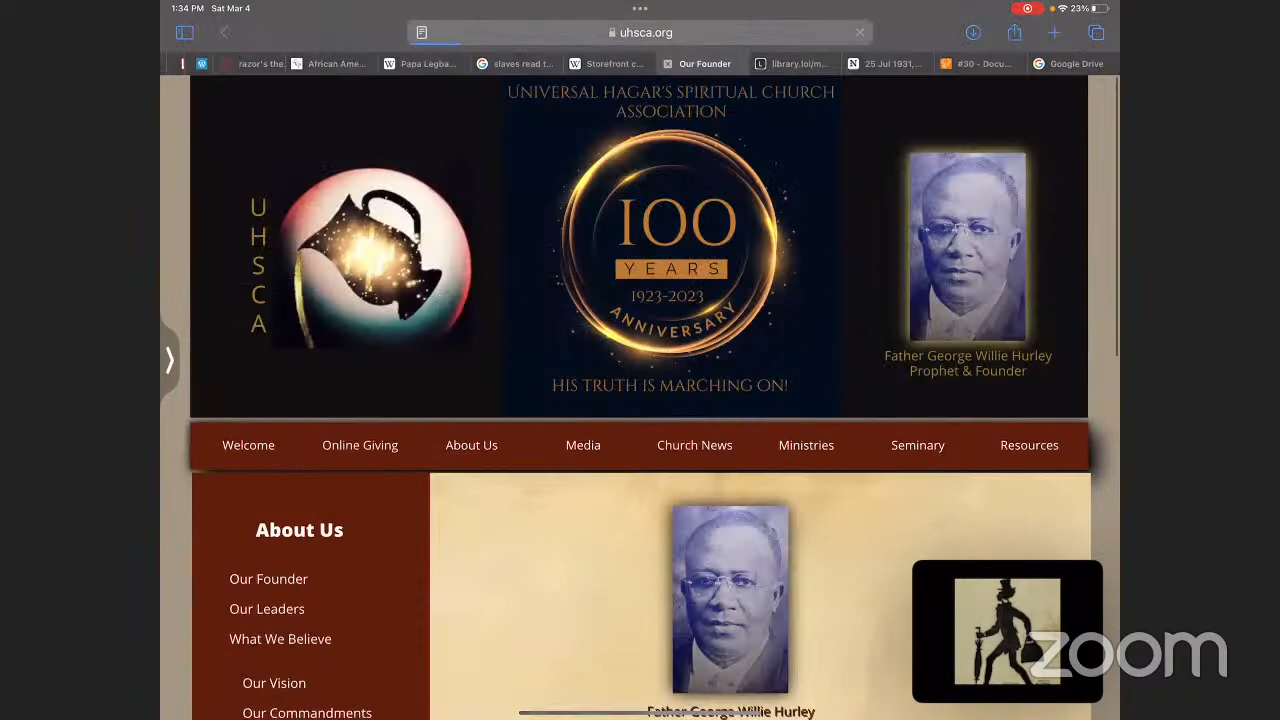 1:34 PM Sat Mar 4
23%
uhsca.org
razor's the.
African Ame...
Papa Legba...
slaves read t...
Storefront c...
Our Founder
library.lol/m...
25 Jul 1931,...
#30 - Docu...
Google Drive
UNIVERSAL HAGAR'S SPIRITUAL CHURCH
ASSOCIATION
U
H
S
C
A
100
YEARS
1923-2023
ANNIVERSARY
HIS TRUTH IS MARCHING ON!
Father George Willie Hurley
Prophet & Founder
Welcome Online Giving About Us Media Church News Ministries Seminary Resources
About Us
Our Founder
Our Leaders
What We Believe
Our Vision
Our Commandments
Father George Willie Hurley
zoom